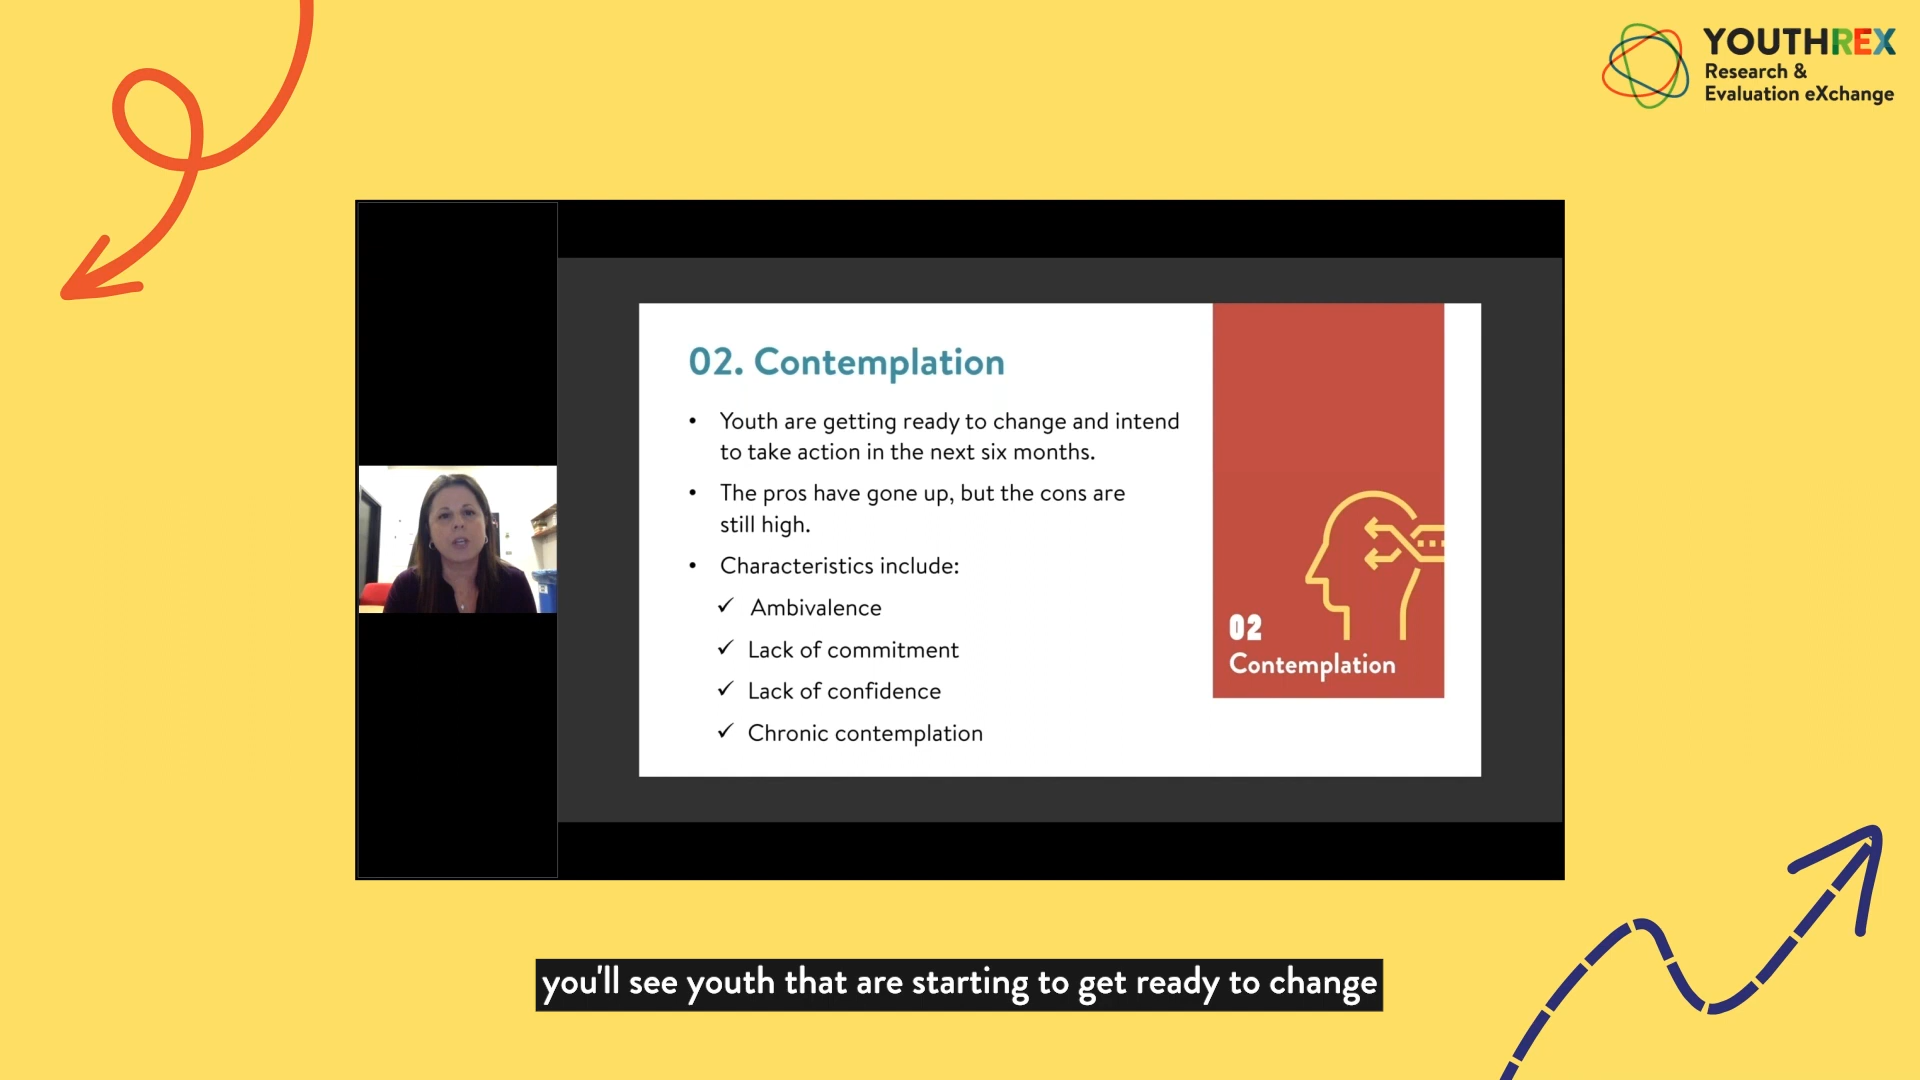 YOUTHREX
Research &
Evaluation eXchange
02. Contemplation
• Youth are getting ready to change and intend
to take action in the next six months.
• The pros have gone up, but the cons are
still high.
• Characteristics include:
✓ Ambivalence
✓ Lack of commitment
✓ Lack of confidence
✓ Chronic contemplation
02
Contemplation
you'll see youth that are starting to get ready to change